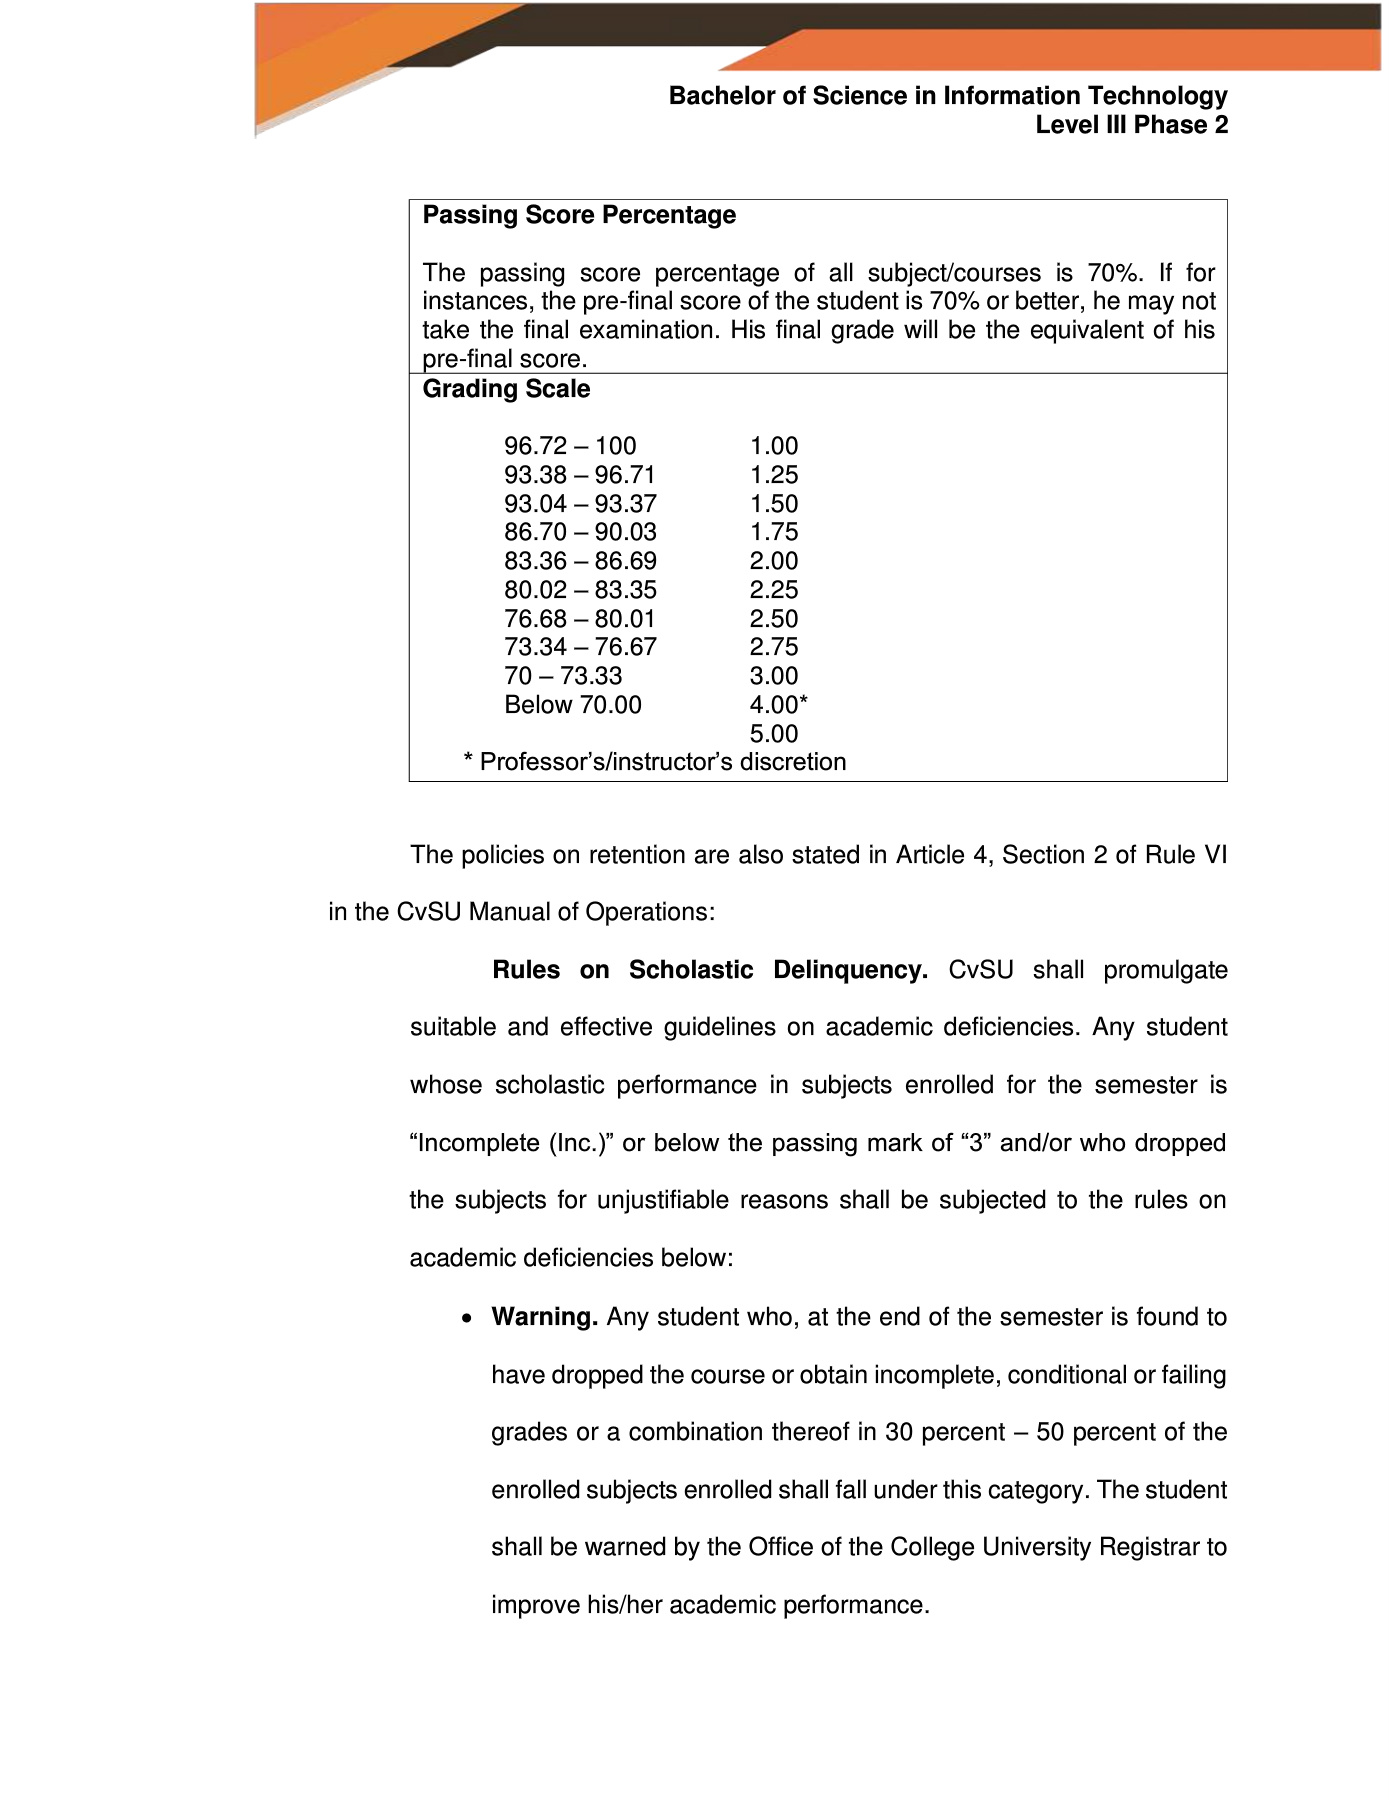 Bachelor of Science in Information Technology
Level III Phase 2
Passing Score Percentage
The passing score percentage of all subject/courses is 70%. If for
instances, the pre-final score of the student is 70% or better, he may not
take the final examination. His final grade will be the equivalent of his
pre-final score.
Grading Scale
96.72 – 100 1.00
93.38 – 96.71 1.25
93.04 – 93.37 1.50
86.70 – 90.03 1.75
83.36 – 86.69 2.00
80.02 – 83.35 2.25
76.68 – 80.01 2.50
73.34 – 76.67 2.75
70 – 73.33 3.00
Below 70.00 4.00*
5.00
* Professor’s/instructor’s discretion
The policies on retention are also stated in Article 4, Section 2 of Rule VI
in the CvSU Manual of Operations:
Rules on Scholastic Delinquency. CvSU shall promulgate
suitable and effective guidelines on academic deficiencies. Any student
whose scholastic performance in subjects enrolled for the semester is
“Incomplete (Inc.)” or below the passing mark of “3” and/or who dropped
the subjects for unjustifiable reasons shall be subjected to the rules on
academic deficiencies below:
• Warning. Any student who, at the end of the semester is found to
have dropped the course or obtain incomplete, conditional or failing
grades or a combination thereof in 30 percent – 50 percent of the
enrolled subjects enrolled shall fall under this category. The student
shall be warned by the Office of the College University Registrar to
improve his/her academic performance.